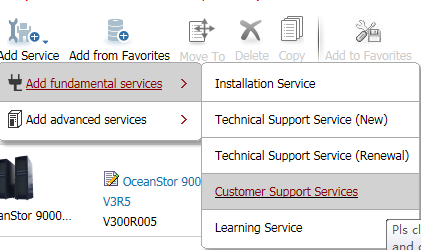 Add Service Add from Favorites Move To Delete Copy Add to Favorites
Add fundamental services
Add advanced services
Installation Service
Technical Support Service (New)
Technical Support Service (Renewal)
Customer Support Services
Learning Service
OceanStor 900
V3R5
V300R005
anStor 9000...
Pls cl
and c